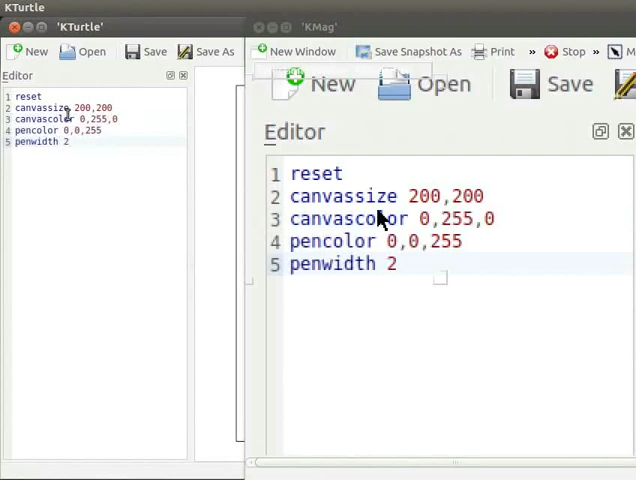 KTurtle
'KTurtle'
New Open Save Save As
Editor
1 reset
2 canvassize 200,200
3 canvascolor 0,255,0
4 pencolor 0,0,255
5 penwidth 2
'KMag'
New Window Save Snapshot As Print » Stop » M
New Open Save
Editor
1 reset
2 canvassize 200,200
3 canvascolor 0,255,0
4 pencolor 0,0,255
5 penwidth 2